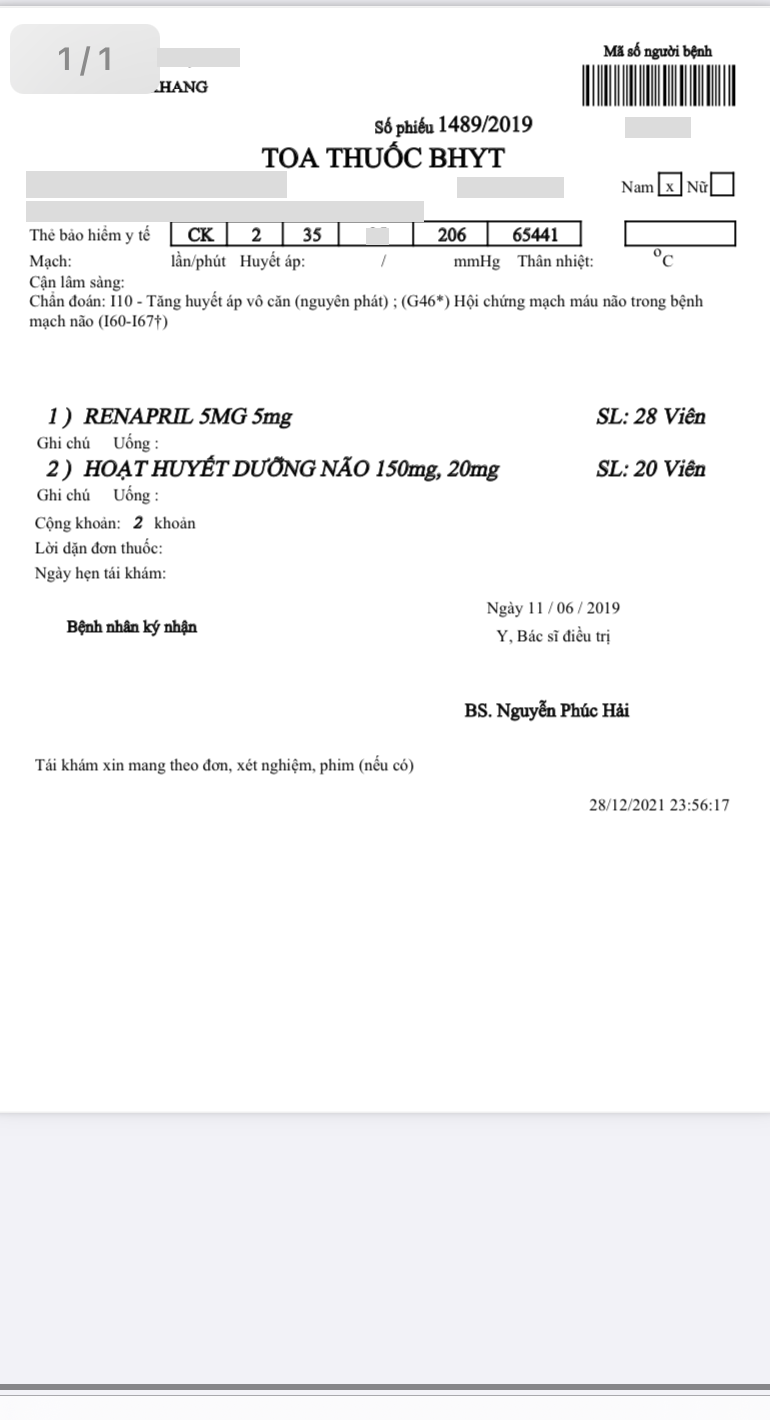 1/1
Mã số người bệnh
HANG
Số phiếu 1489/2019
TOA THUỐC BHYT
Nam x Nữ
Thẻ bảo hiểm y tế CK 2 35 206 65441
Mạch: lần/phút Huyết áp: / mmHg Thân nhiệt: °C
Cận lâm sàng:
Chẩn đoán: I10 - Tăng huyết áp vô căn (nguyên phát) ; (G46*) Hội chứng mạch máu não trong bệnh
mạch não (I60-I67†)
1 ) RENAPRIL 5MG 5mg SL: 28 Viên
Ghi chú Uống :
2 ) HOẠT HUYẾT DƯỠNG NÃO 150mg, 20mg SL: 20 Viên
Ghi chú Uống :
Cộng khoản: 2 khoản
Lời dặn đơn thuốc:
Ngày hẹn tái khám:
Ngày 11 / 06 / 2019
Bệnh nhân ký nhận
Y, Bác sĩ điều trị
BS. Nguyễn Phúc Hải
Tái khám xin mang theo đơn, xét nghiệm, phim (nếu có)
28/12/2021 23:56:17